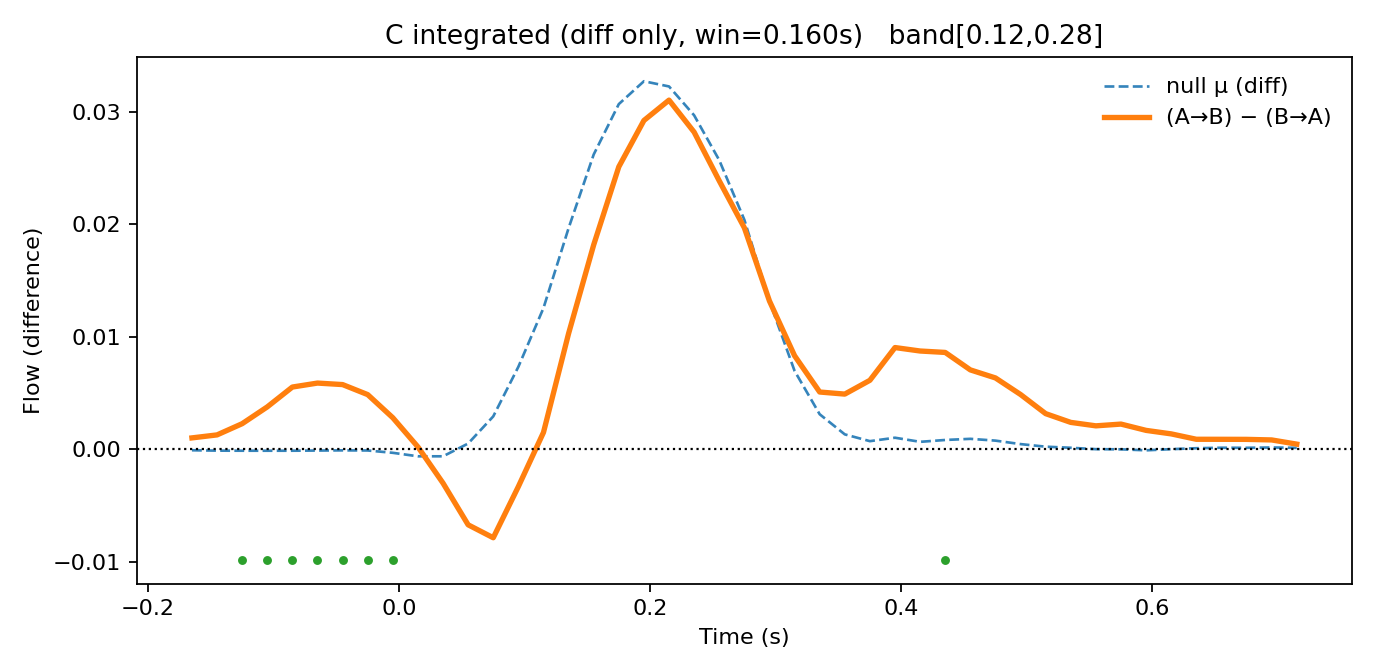 C integrated (diff only, win=0.160s)   band[0.12,0.28]
null μ (diff)
(A→B) − (B→A)
Flow (difference)
0.03
0.02
0.01
0.00
−0.01
−0.2
0.0
0.2
0.4
0.6
Time (s)